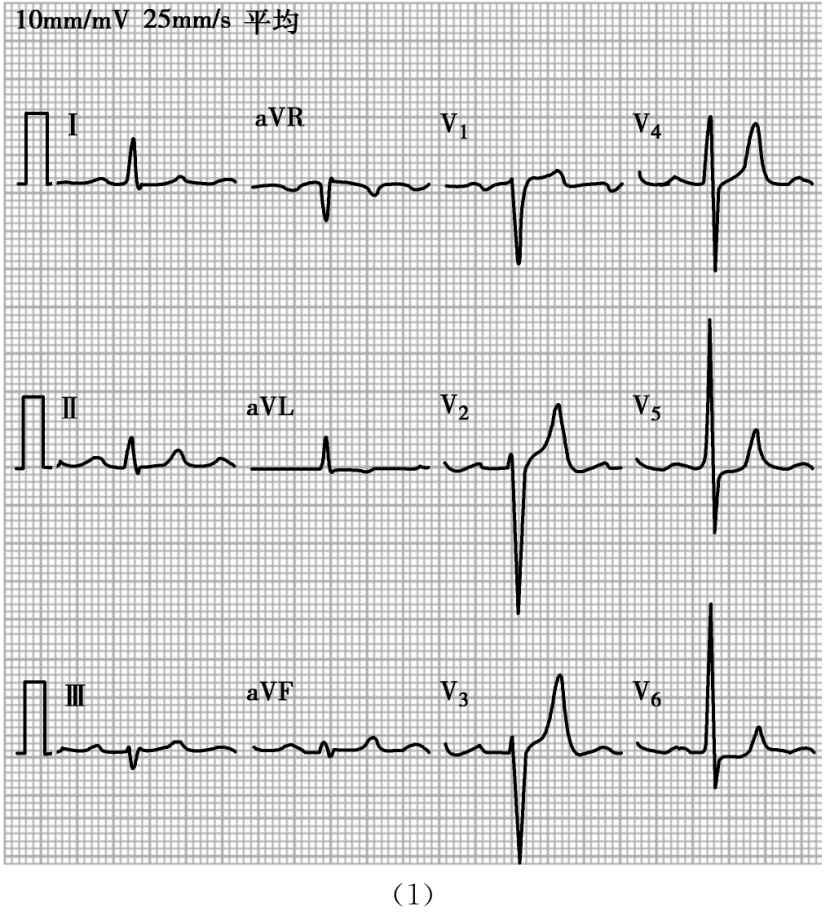 10mm/mV 25mm/s 平均
Ⅰ aVR V₁ V₄
Ⅱ aVL V₂ V₅
Ⅲ aVF V₃ V₆
（1）